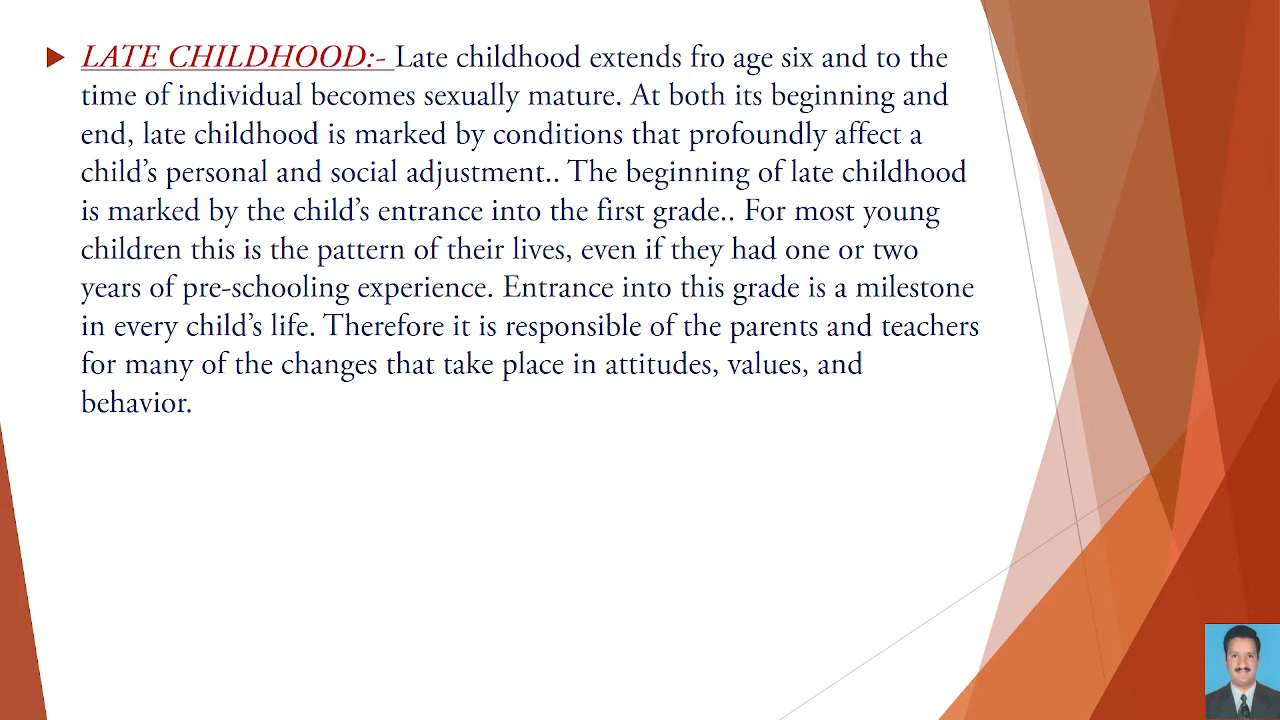 LATE CHILDHOOD:- Late childhood extends fro age six and to the
time of individual becomes sexually mature. At both its beginning and
end, late childhood is marked by conditions that profoundly affect a
child’s personal and social adjustment.. The beginning of late childhood
is marked by the child’s entrance into the first grade.. For most young
children this is the pattern of their lives, even if they had one or two
years of pre-schooling experience. Entrance into this grade is a milestone
in every child’s life. Therefore it is responsible of the parents and teachers
for many of the changes that take place in attitudes, values, and
behavior.